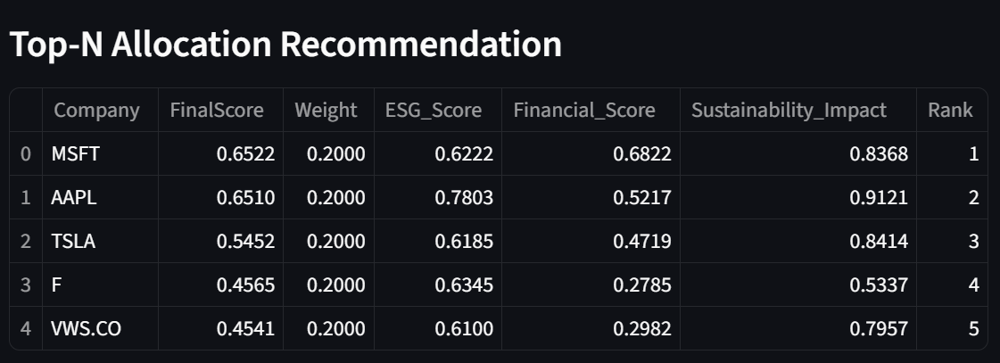 Top-N Allocation Recommendation
Company FinalScore Weight ESG_Score Financial_Score Sustainability_Impact Rank
0 MSFT 0.6522 0.2000 0.6222 0.6822 0.8368 1
1 AAPL 0.6510 0.2000 0.7803 0.5217 0.9121 2
2 TSLA 0.5452 0.2000 0.6185 0.4719 0.8414 3
3 F 0.4565 0.2000 0.6345 0.2785 0.5337 4
4 VWS.CO 0.4541 0.2000 0.6100 0.2982 0.7957 5